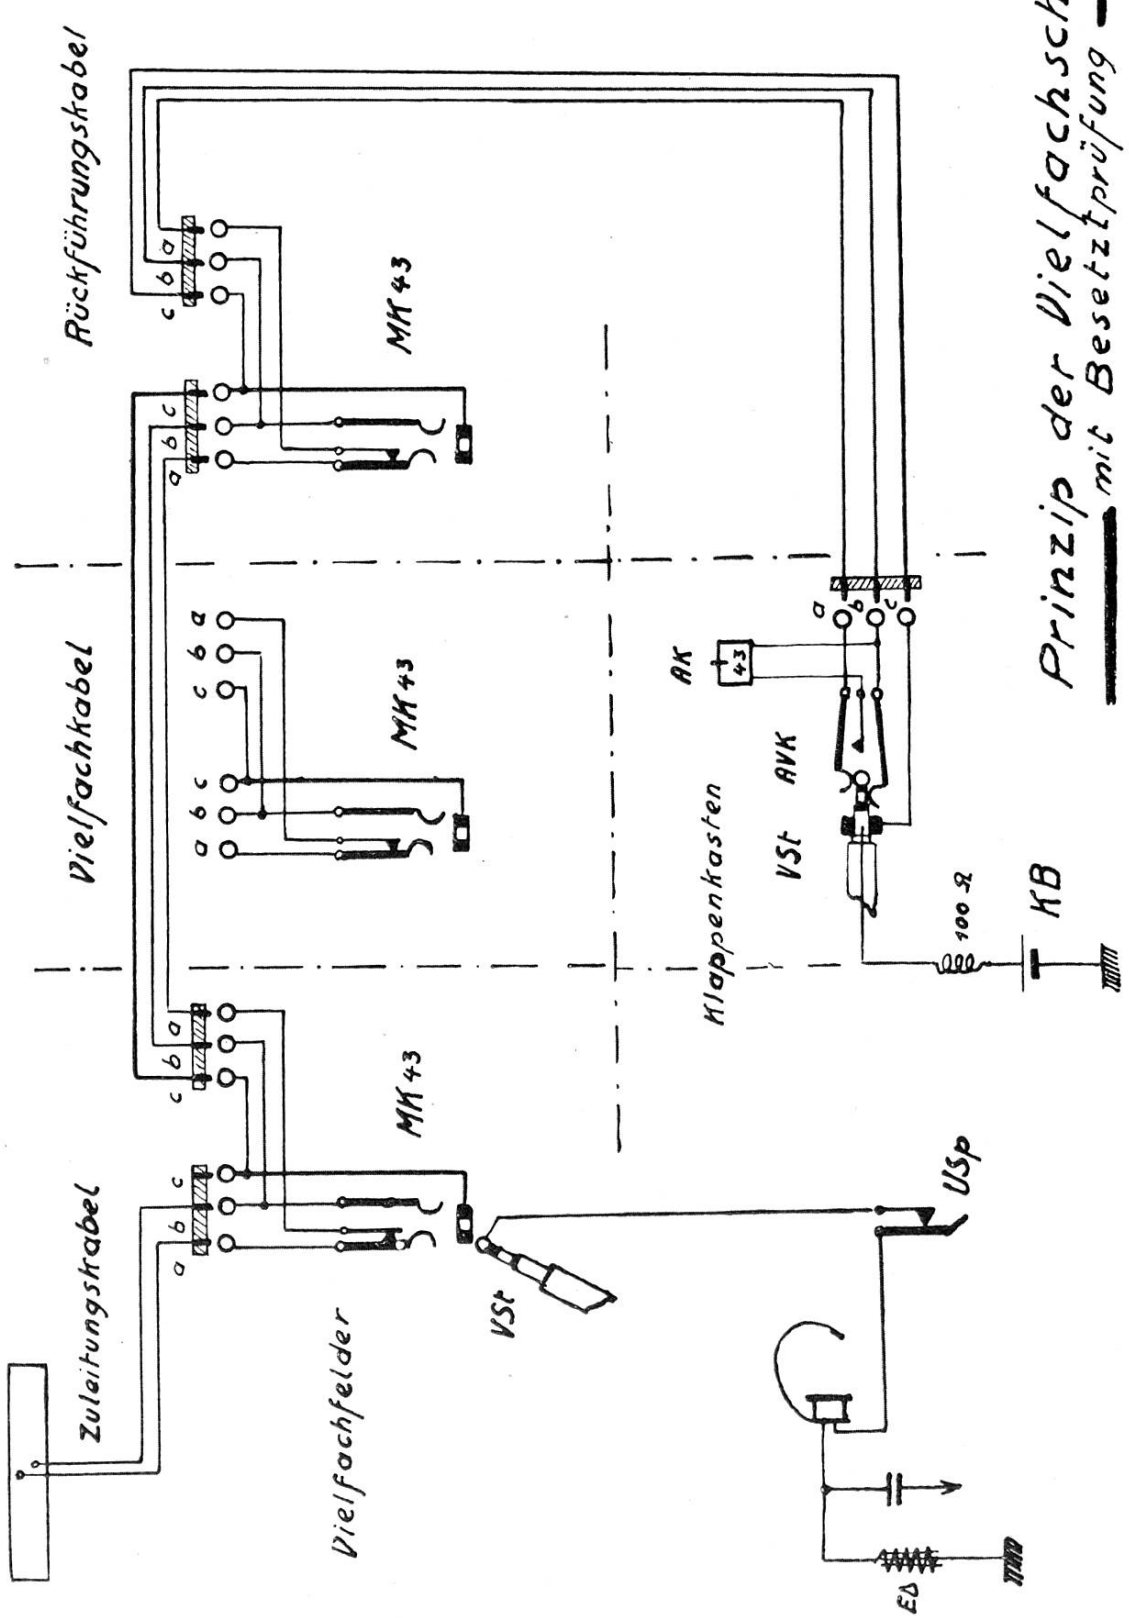 Zuleitungskabel
Vielfachkabel
Rückführungskabel
a b c
c b a
a b c
c b a
a b c
c b a
Vielfachfelder
MK 43
MK 43
MK 43
VSt
Klappenkasten
AK
43
VSt AVK
a b c
ED
USp
100 Ω
KB
Prinzip der Vielfachsch
mit Besetztprüfung